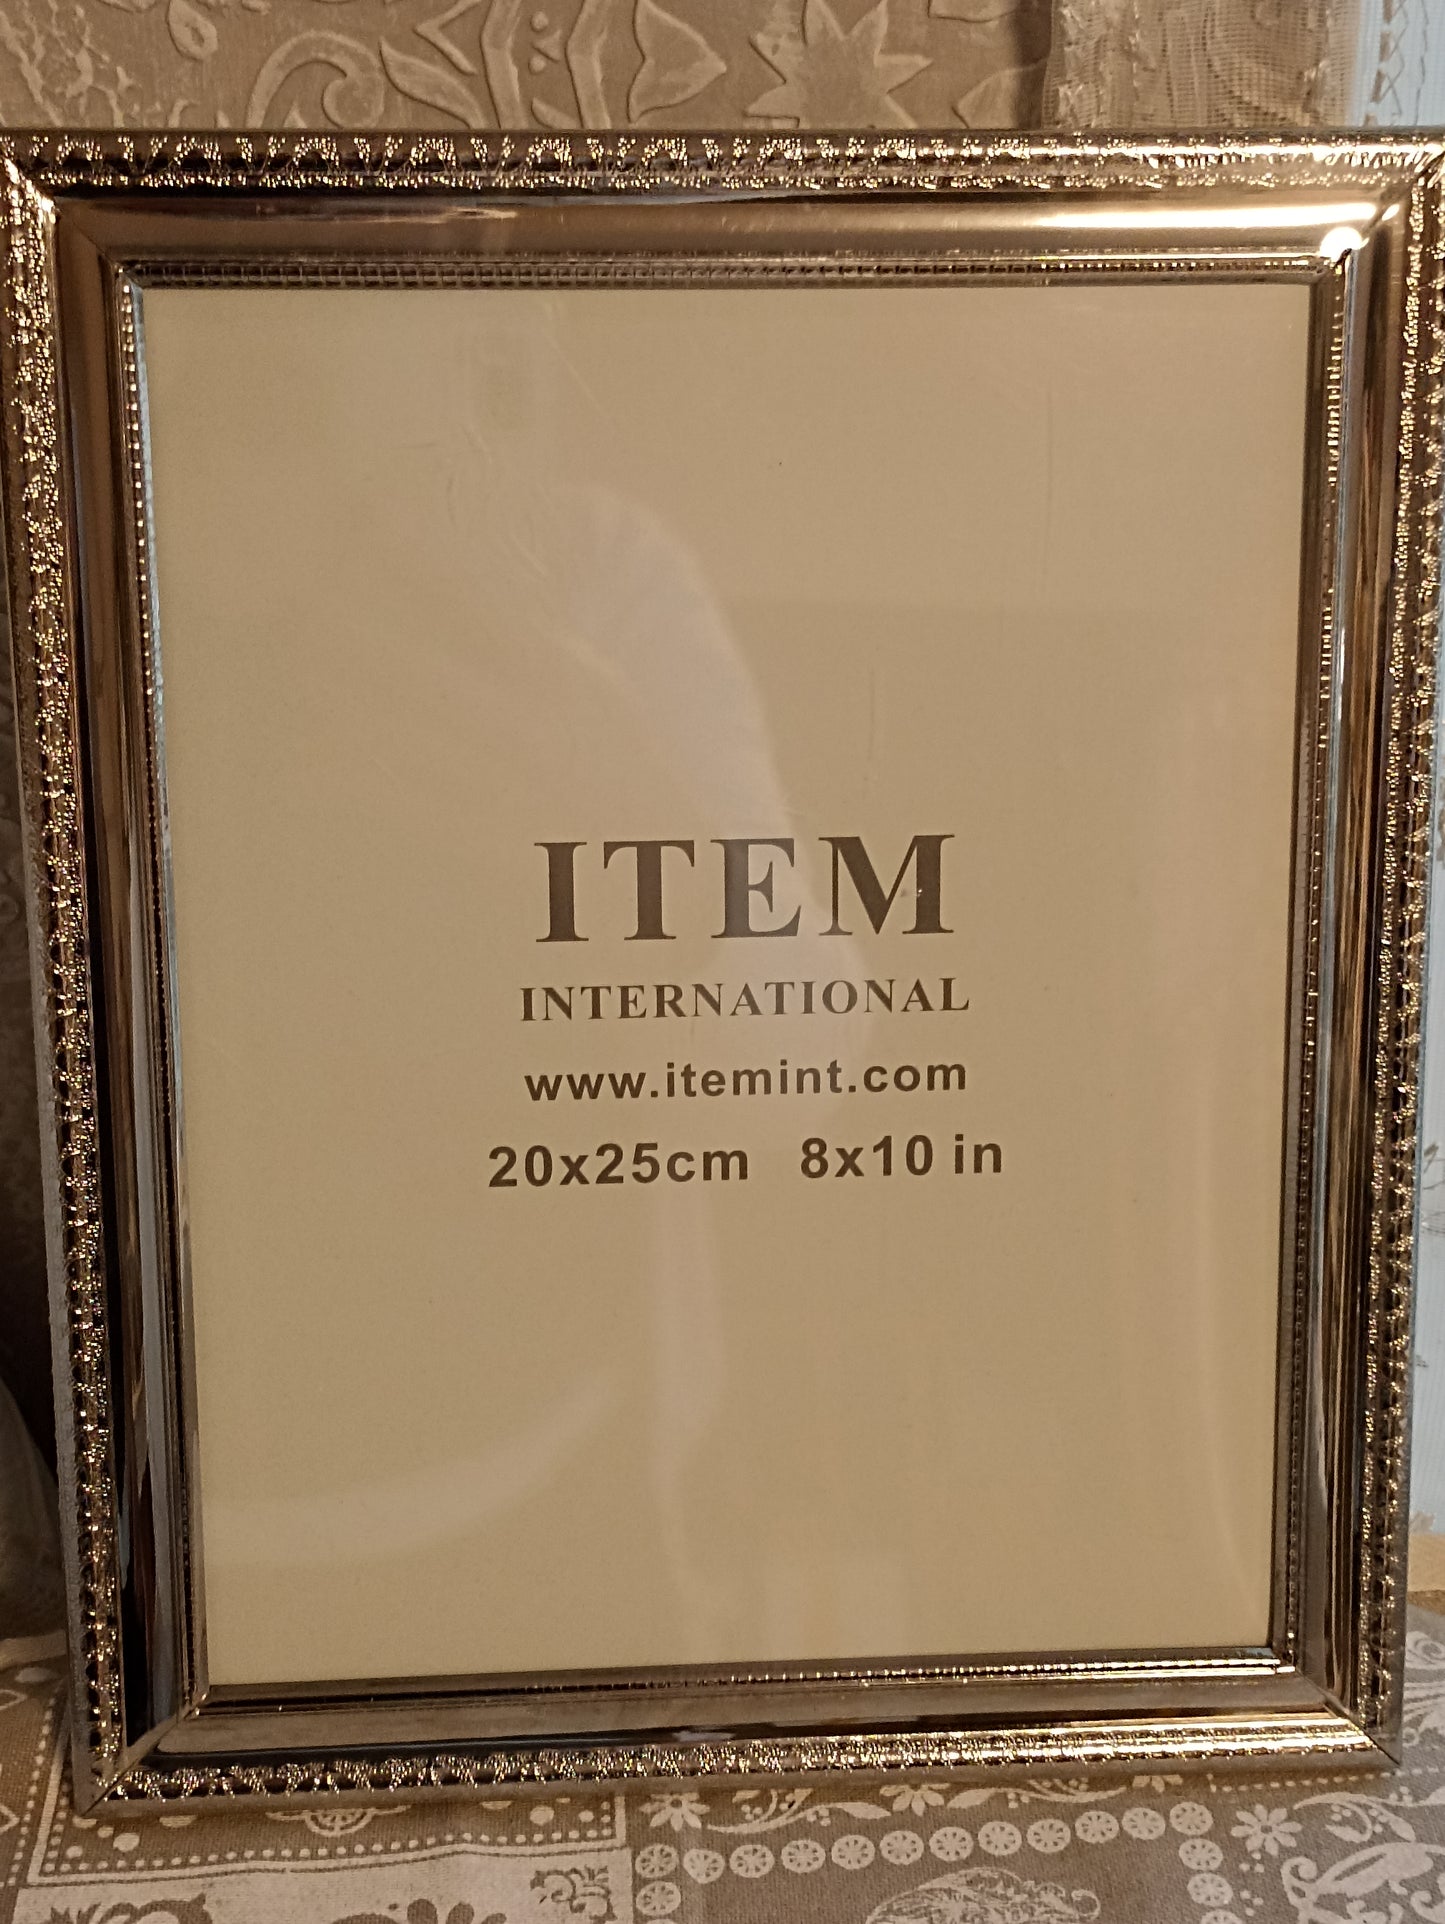 ITEM
INTERNATIONAL
www.itemint.com
20x25cm 8x10 in